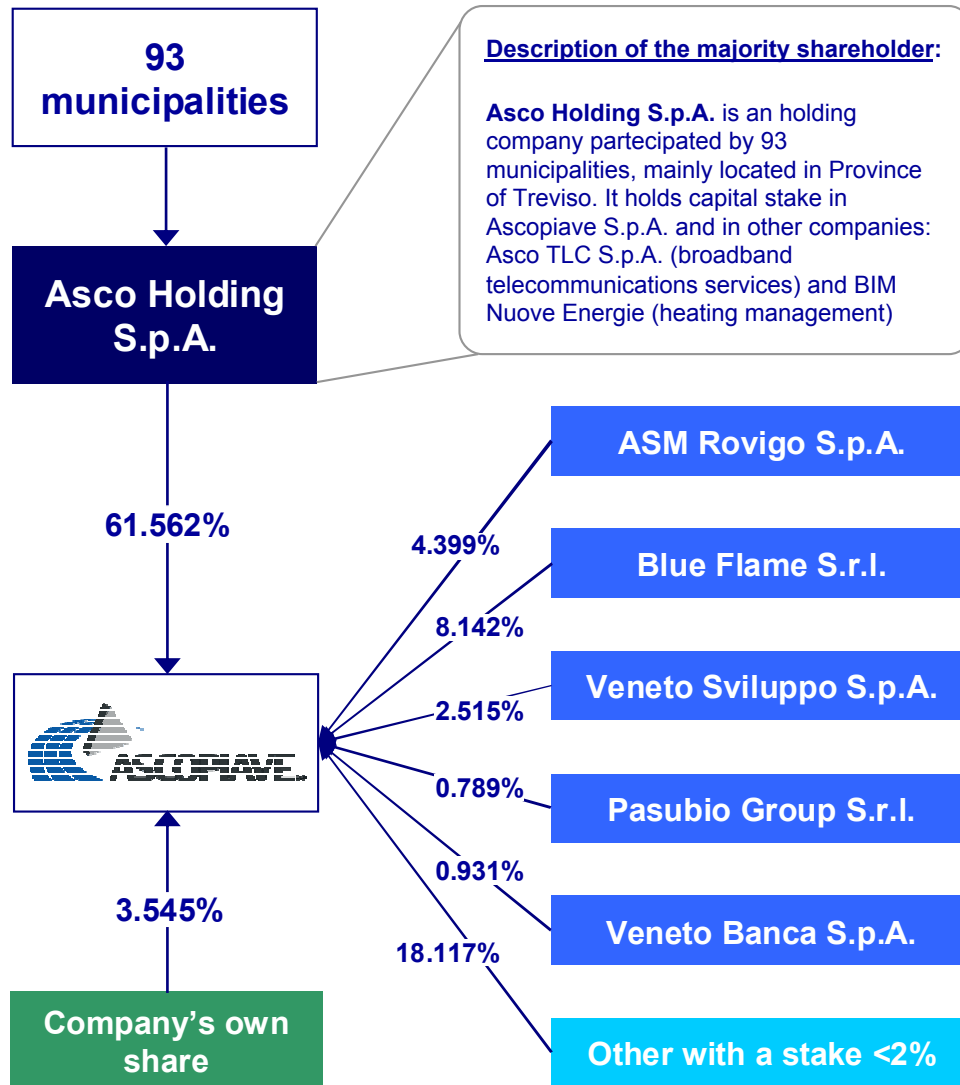 93
municipalities
Description of the majority shareholder:
Asco Holding S.p.A. is an holding
company partecipated by 93
municipalities, mainly located in Province
of Treviso. It holds capital stake in
Ascopiave S.p.A. and in other companies:
Asco TLC S.p.A. (broadband
telecommunications services) and BIM
Nuove Energie (heating management)
Asco Holding
S.p.A.
61.562%
ASM Rovigo S.p.A.
4.399%
Blue Flame S.r.l.
8.142%
Veneto Sviluppo S.p.A.
2.515%
ASCOPIAVE
Pasubio Group S.r.l.
0.789%
Veneto Banca S.p.A.
0.931%
3.545%
18.117%
Company's own
share
Other with a stake <2%